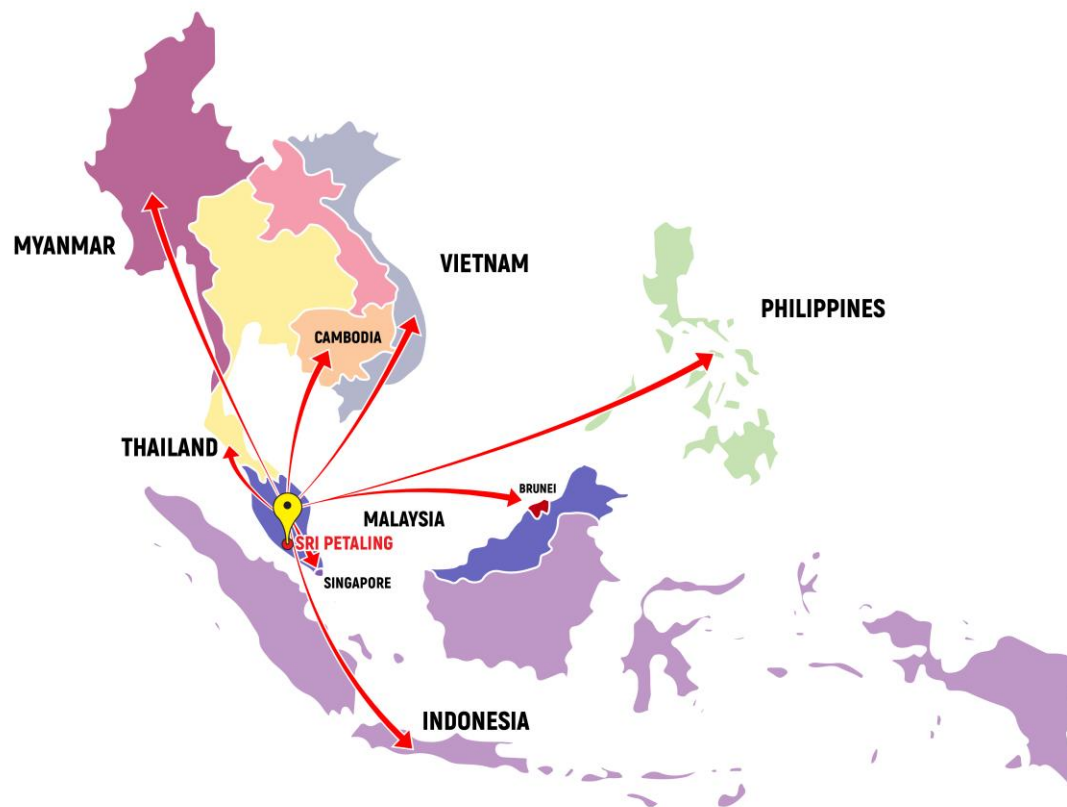 MYANMAR
VIETNAM
PHILIPPINES
CAMBODIA
THAILAND
BRUNEI
MALAYSIA
SRI PETALING
SINGAPORE
INDONESIA